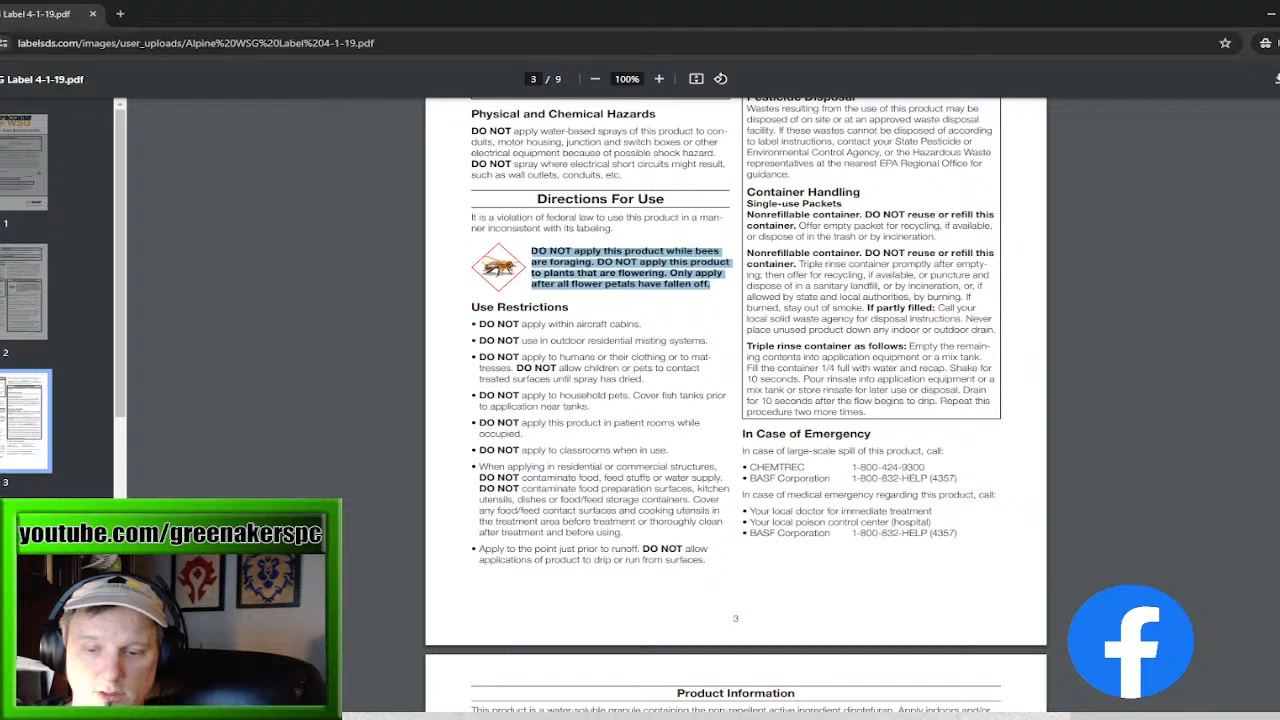 Label 4-1-19.pdf
labelsds.com/images/user_uploads/Alpine%20WSG%20Label%204-1-19.pdf
G Label 4-1-19.pdf
3 / 9
100%
Physical and Chemical Hazards
DO NOT apply water-based sprays of this product to con-
duits, motor housing, junction and switch boxes or other
electrical equipment because of possible shock hazard.
DO NOT spray where electrical short circuits might result,
such as wall outlets, conduits, etc.
Directions For Use
It is a violation of federal law to use this product in a man-
ner inconsistent with its labeling.
DO NOT apply this product while bees
are foraging. DO NOT apply this product
to plants that are flowering. Only apply
after all flower petals have fallen off.
Use Restrictions
• DO NOT apply within aircraft cabins.
• DO NOT use in outdoor residential misting systems.
• DO NOT apply to humans or their clothing or to mat-
tresses. DO NOT allow children or pets to contact
treated surfaces until spray has dried.
• DO NOT apply to household pets. Cover fish tanks prior
to application near tanks.
• DO NOT apply this product in patient rooms while
occupied.
• DO NOT apply to classrooms when in use.
• When applying in residential or commercial structures,
DO NOT contaminate food, feed stuffs or water supply.
DO NOT contaminate food preparation surfaces, kitchen
utensils, dishes or food/feed storage containers. Cover
any food/feed contact surfaces and cooking utensils in
the treatment area before treatment or thoroughly clean
after treatment and before using.
• Apply to the point just prior to runoff. DO NOT allow
applications of product to drip or run from surfaces.
Pesticide Disposal
Wastes resulting from the use of this product may be
disposed of on site or at an approved waste disposal
facility. If these wastes cannot be disposed of according
to label instructions, contact your State Pesticide or
Environmental Control Agency, or the Hazardous Waste
representatives at the nearest EPA Regional Office for
guidance.
Container Handling
Single-use Packets
Nonrefillable container. DO NOT reuse or refill this
container. Offer empty packet for recycling, if available,
or dispose of in the trash or by incineration.
Nonrefillable container. DO NOT reuse or refill this
container. Triple rinse container promptly after empty-
ing; then offer for recycling, if available, or puncture and
dispose of in a sanitary landfill, or by incineration, or, if
allowed by state and local authorities, by burning. If
burned, stay out of smoke. If partly filled: Call your
local solid waste agency for disposal instructions. Never
place unused product down any indoor or outdoor drain.
Triple rinse container as follows: Empty the remain-
ing contents into application equipment or a mix tank.
Fill the container 1/4 full with water and recap. Shake for
10 seconds. Pour rinsate into application equipment or a
mix tank or store rinsate for later use or disposal. Drain
for 10 seconds after the flow begins to drip. Repeat this
procedure two more times.
In Case of Emergency
In case of large-scale spill of this product, call:
• CHEMTREC 1-800-424-9300
• BASF Corporation 1-800-832-HELP (4357)
In case of medical emergency regarding this product, call:
• Your local doctor for immediate treatment
• Your local poison control center (hospital)
• BASF Corporation 1-800-832-HELP (4357)
3
Product Information
This product is a water-soluble granule containing the non-repellent active ingredient dinotefuran. Apply indoors and/or
1
2
3
youtube.com/greenakerspc
f